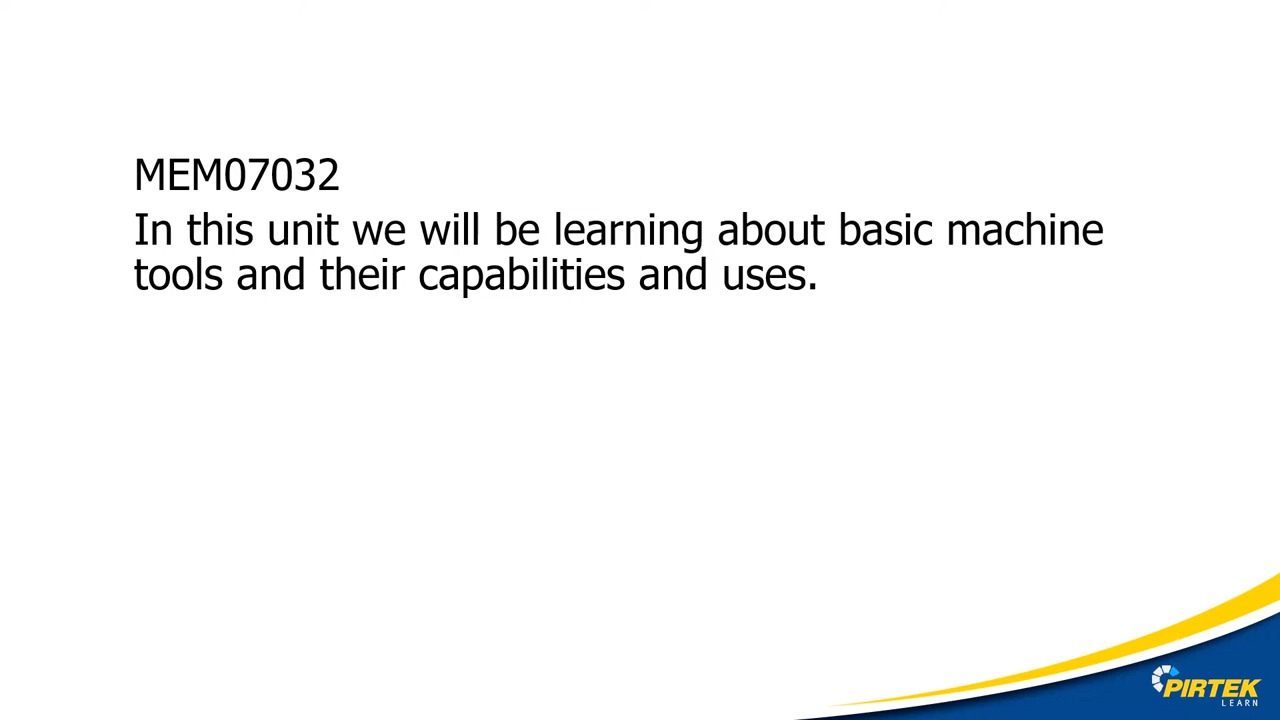 MEM07032
In this unit we will be learning about basic machine
tools and their capabilities and uses.
PIRTEK
LEARN